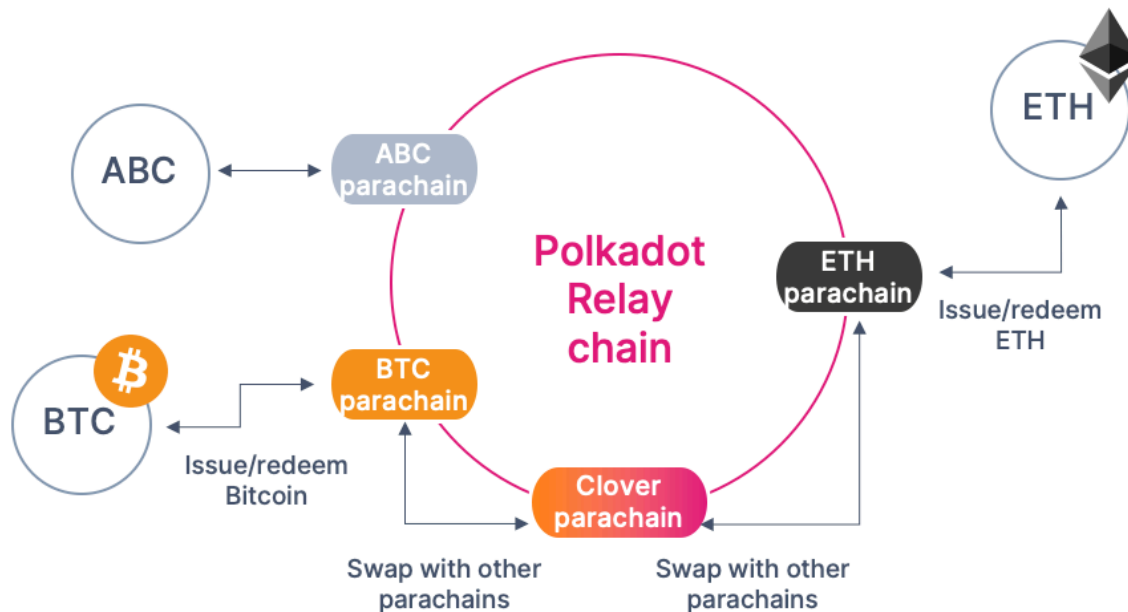 ETH
ABC
ABC
parachain
Polkadot
Relay
chain
ETH
parachain
Issue/redeem
ETH
BTC
BTC
parachain
Issue/redeem
Bitcoin
Clover
parachain
Swap with other
parachains
Swap with other
parachains